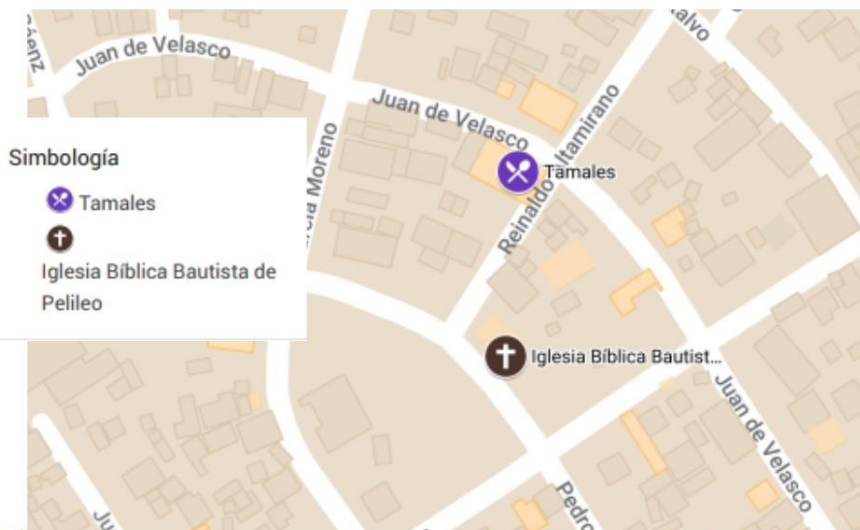 Juan de Velasco
Juan de Velasco
Simbología
Tamales
Iglesia Bíblica Bautista de
Pelileo
Moreno
Reinaldo Altamirano
Tamales
Iglesia Bíblica Bautist...
Juan de Velasco
Pedro